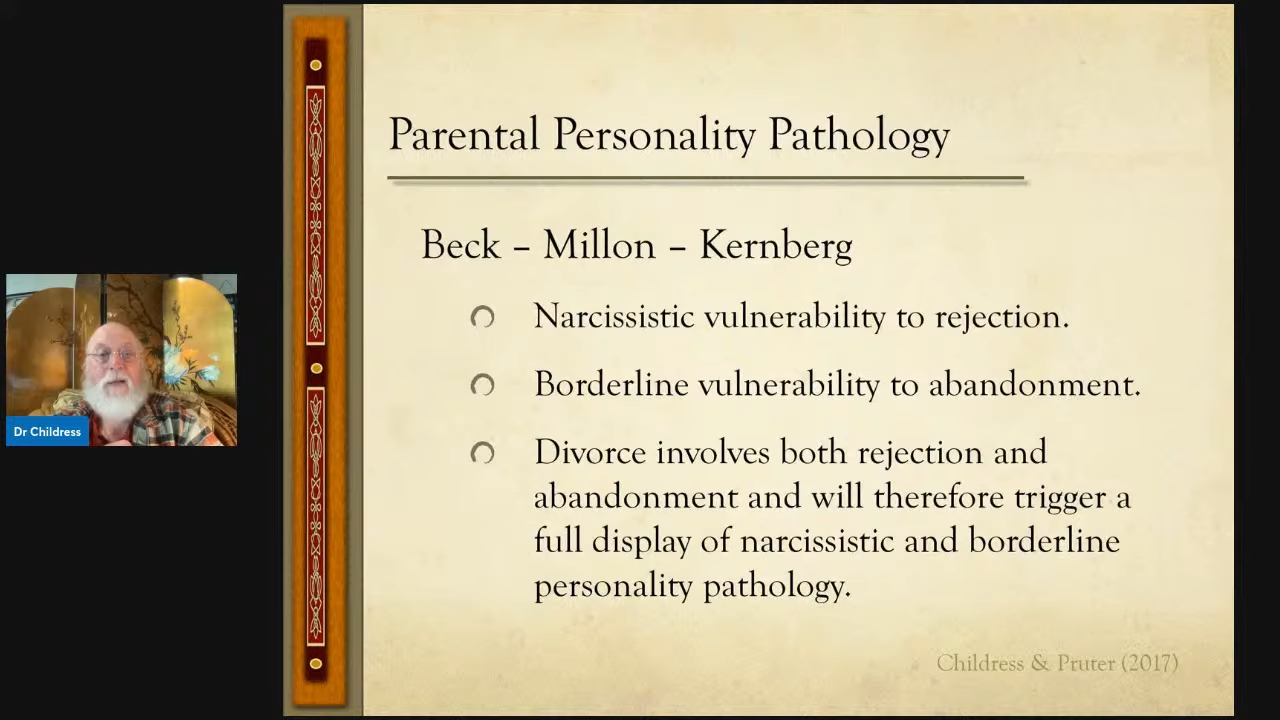 Parental Personality Pathology
Beck – Millon – Kernberg
Narcissistic vulnerability to rejection.
Borderline vulnerability to abandonment.
Divorce involves both rejection and
abandonment and will therefore trigger a
full display of narcissistic and borderline
personality pathology.
Childress & Pruter (2017)
Dr Childress